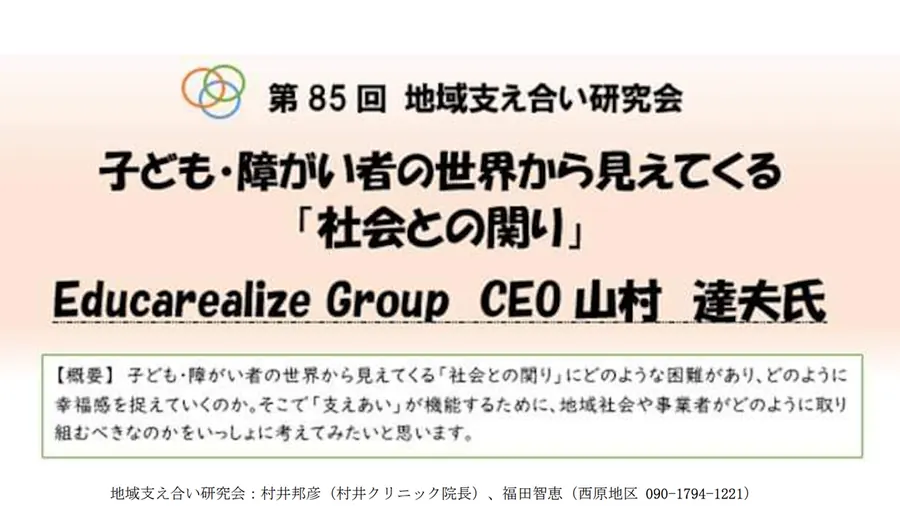 第85回 地域支え合い研究会
子ども・障がい者の世界から見えてくる
「社会との関り」
Educarealize Group CEO 山村 達夫氏
【概要】 子ども・障がい者の世界から見えてくる「社会との関り」にどのような困難があり、どのように
幸福感を捉えていくのか。そこで「支えあい」が機能するために、地域社会や事業者がどのように取り
組むべきなのかをいっしょに考えてみたいと思います。
地域支え合い研究会：村井邦彦（村井クリニック院長）、福田智恵（西原地区 090-1794-1221）